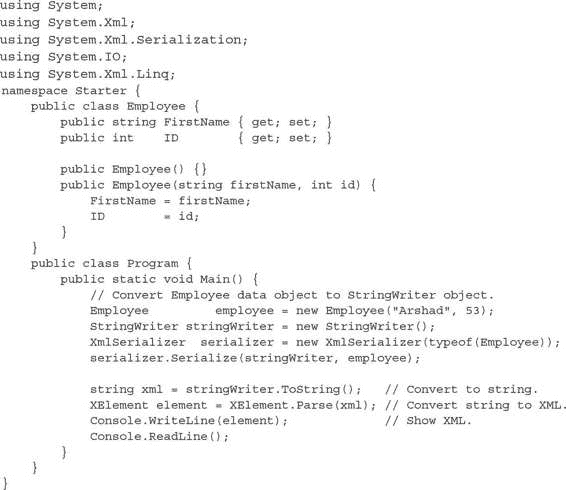 using System;
using System.Xml;
using System.Xml.Serialization;
using System.IO;
using System.Xml.Linq;
namespace Starter {
    public class Employee {
        public string FirstName { get; set; }
        public int    ID        { get; set; }

        public Employee() {}
        public Employee(string firstName, int id) {
            FirstName = firstName;
            ID        = id;
        }
    }
    public class Program {
        public static void Main() {
            // Convert Employee data object to StringWriter object.
            Employee         employee = new Employee("Arshad", 53);
            StringWriter stringWriter = new StringWriter();
            XmlSerializer  serializer = new XmlSerializer(typeof(Employee));
            serializer.Serialize(stringWriter, employee);

            string xml = stringWriter.ToString();   // Convert to string.
            XElement element = XElement.Parse(xml); // Convert string to XML.
            Console.WriteLine(element);             // Show XML.
            Console.ReadLine();
        }
    }
}